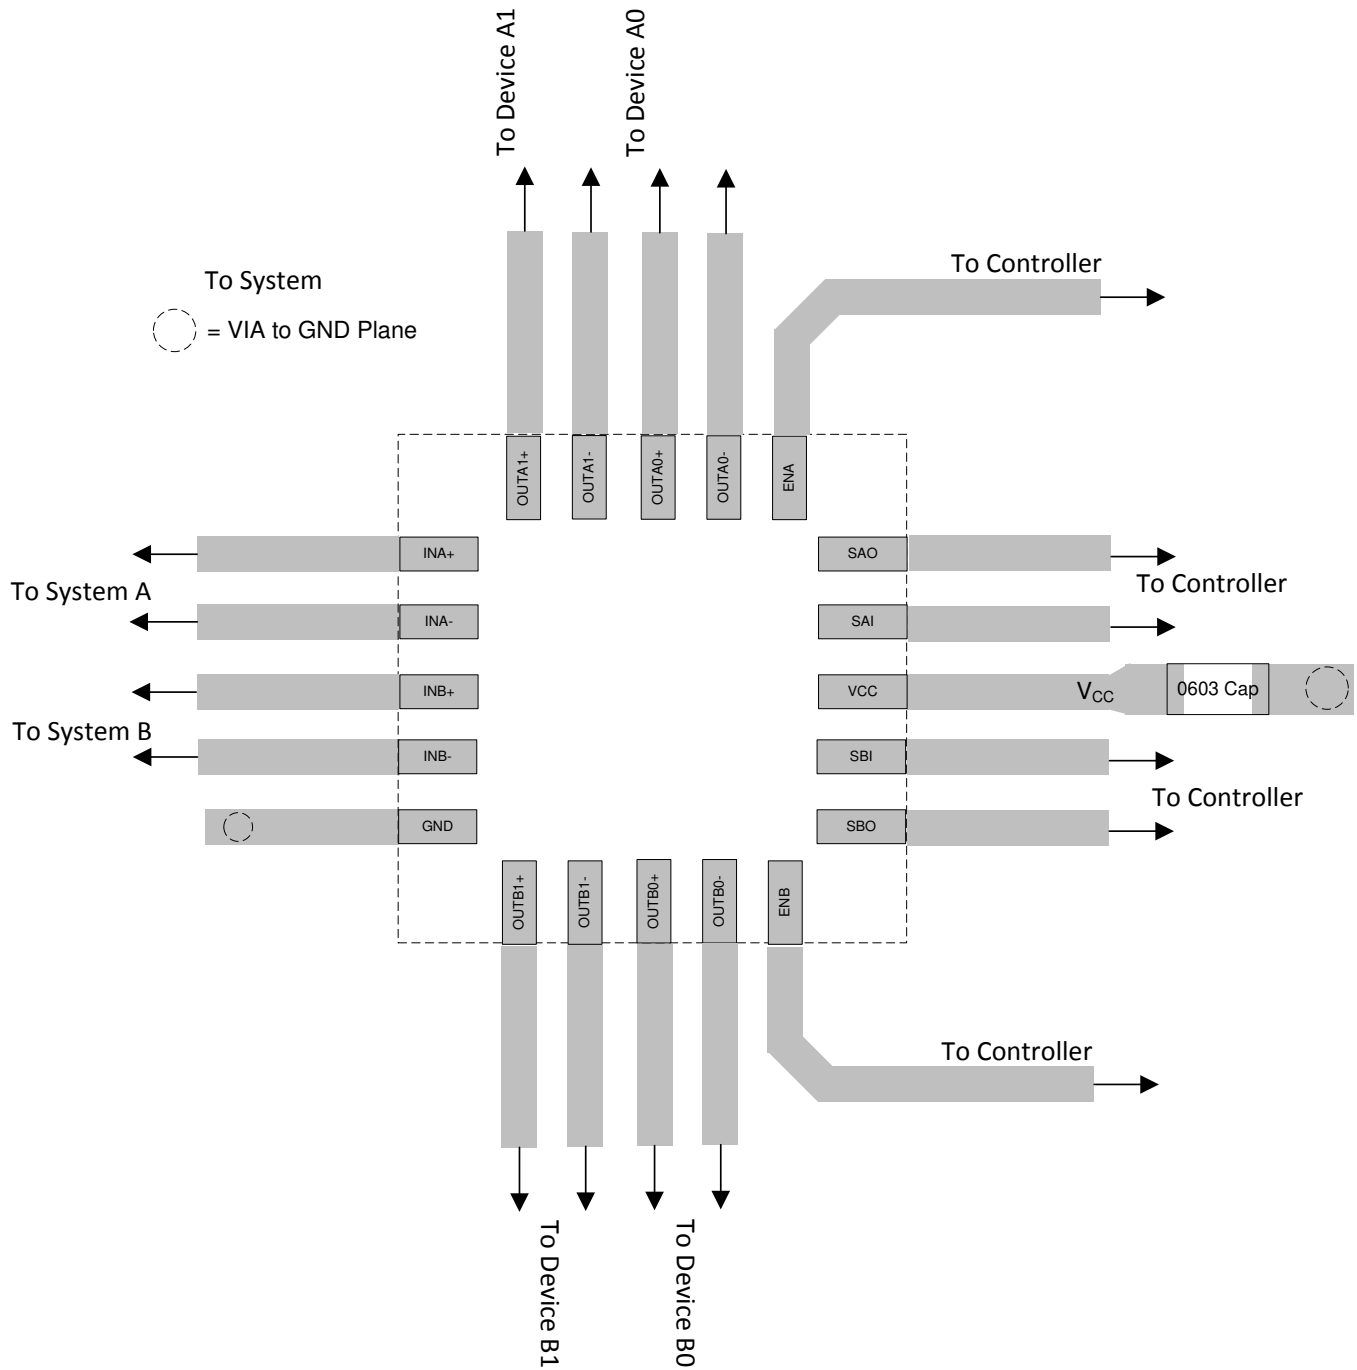 To Device A1
To Device A0
To Controller
To System
= VIA to GND Plane
OUTA1+
OUTA1-
OUTA0+
OUTA0-
ENA
INA+
SAO
To System A
To Controller
INA-
SAI
INB+
VCC
VCC
0603 Cap
To System B
INB-
SBI
To Controller
GND
SBO
OUTB1+
OUTB1-
OUTB0+
OUTB0-
ENB
To Controller
To Device B1
To Device B0